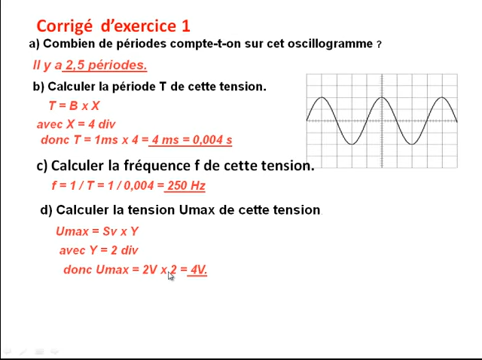 Corrigé d'exercice 1
a) Combien de périodes compte-t-on sur cet oscillogramme ?
Il y a 2,5 périodes.
b) Calculer la période T de cette tension.
T = B x X
avec X = 4 div
donc T = 1ms x 4 = 4 ms = 0,004 s
c) Calculer la fréquence f de cette tension.
f = 1 / T = 1 / 0,004 = 250 Hz
d) Calculer la tension Umax de cette tension
Umax = Sv x Y
avec Y = 2 div
donc Umax = 2V x 2 = 4V.